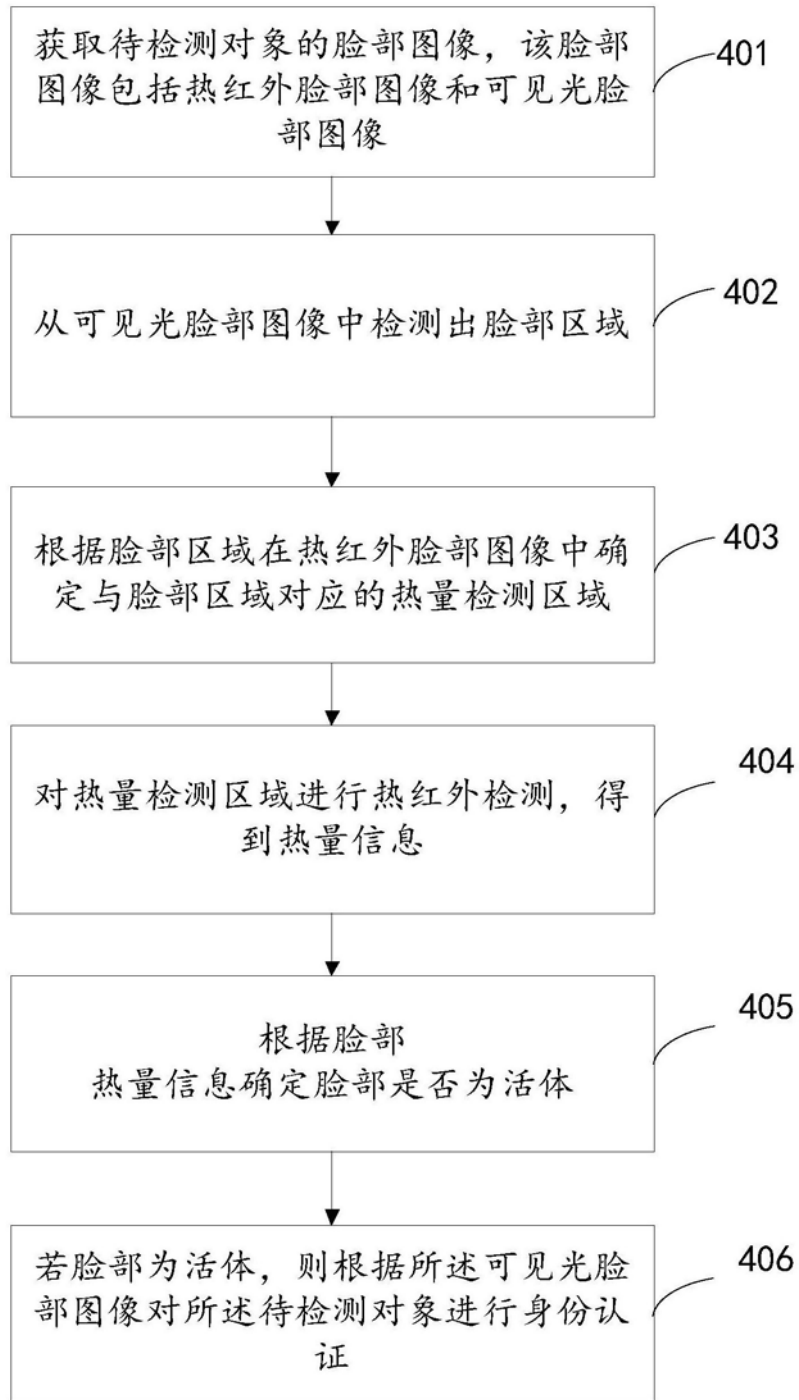 获取待检测对象的脸部图像，该脸部
图像包括热红外脸部图像和可见光脸
部图像
401
从可见光脸部图像中检测出脸部区域
402
根据脸部区域在热红外脸部图像中确
定与脸部区域对应的热量检测区域
403
对热量检测区域进行热红外检测，得
到热量信息
404
根据脸部
热量信息确定脸部是否为活体
405
若脸部为活体，则根据所述可见光脸
部图像对所述待检测对象进行身份认
证
406